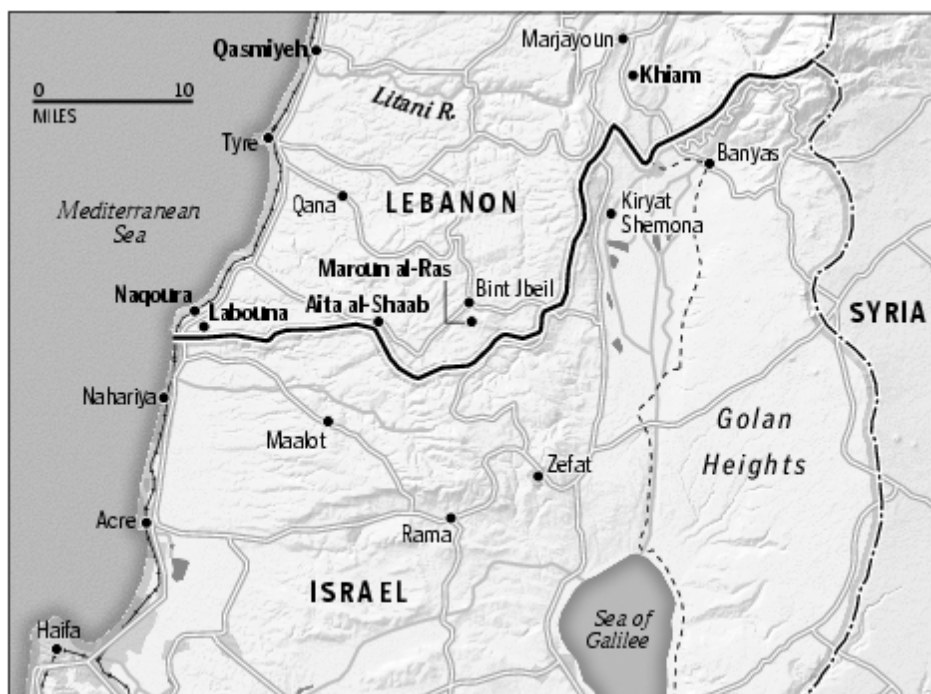 Qasmiyeh
Marjayoun
Khiam
0 10
MILES
Litani R.
Tyre
Banyas
Mediterranean
Sea
Qana
LEBANON
Kiryat
Shemona
Maroun al-Ras
Bint Jbeil
Naqoura
Labouna
Aita al-Shaab
SYRIA
Nahariya
Maalot
Golan
Heights
Zefat
Acre
Rama
ISRAEL
Haifa
Sea of
Galilee